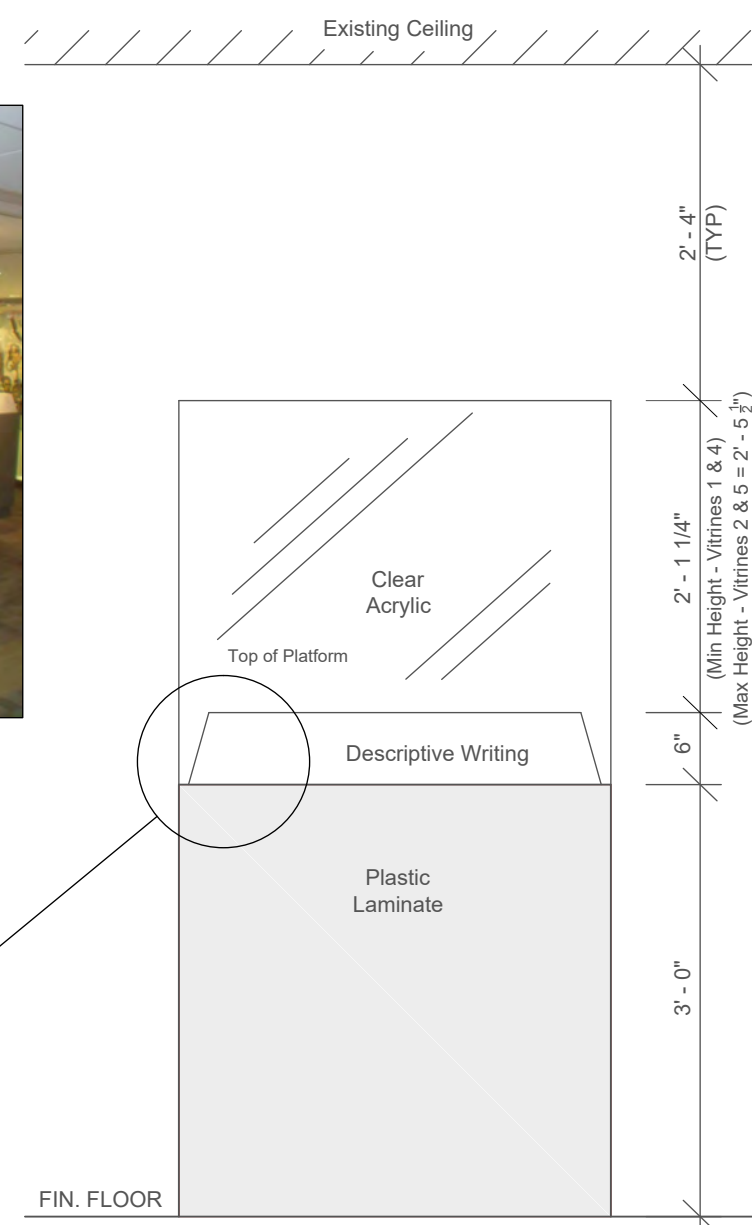 Existing Ceiling
2' - 4"
(TYP)
Clear
Acrylic
Top of Platform
2' - 1 1/4"
(Min Height - Vitrines 1 & 4)
(Max Height - Vitrines 2 & 5 = 2' - 5 1/2")
Descriptive Writing
6"
Plastic
Laminate
3' - 0"
FIN. FLOOR